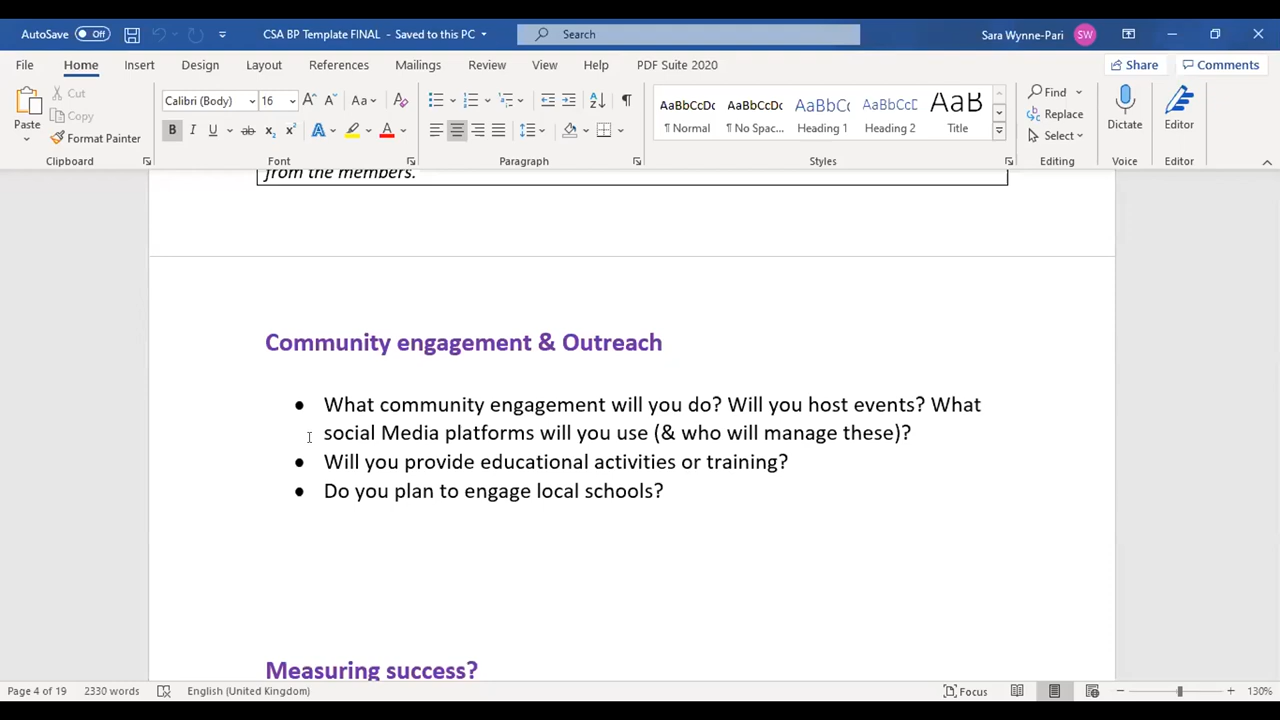 AutoSave Off CSA BP Template FINAL - Saved to this PC Search Sara Wynne-Pari SW
File Home Insert Design Layout References Mailings Review View Help PDF Suite 2020 Share Comments
Paste Cut Copy Format Painter
Calibri (Body) 16
AaBbCcDc AaBbCcDc AaBbCc AaBbCcD AaB
¶ Normal ¶ No Spac... Heading 1 Heading 2 Title
Find Replace Select
Dictate Editor
Clipboard Font Paragraph Styles Editing Voice Editor
from the members.
Community engagement & Outreach
• What community engagement will you do? Will you host events? What
social Media platforms will you use (& who will manage these)?
• Will you provide educational activities or training?
• Do you plan to engage local schools?
Measuring success?
Page 4 of 19 2330 words English (United Kingdom) Focus 130%